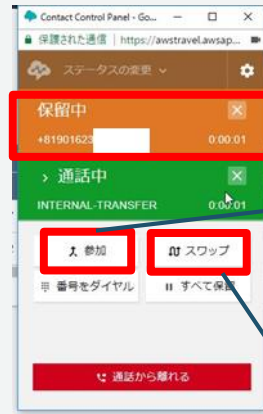 Contact Control Panel - Go...
保護された通信 | https://awstravel.awsap...
ステータスの変更
保留中
+81901623
0:00:01
通話中
INTERNAL-TRANSFER
0:00:01
参加
スワップ
番号をダイヤル
すべて保留
通話から離れる